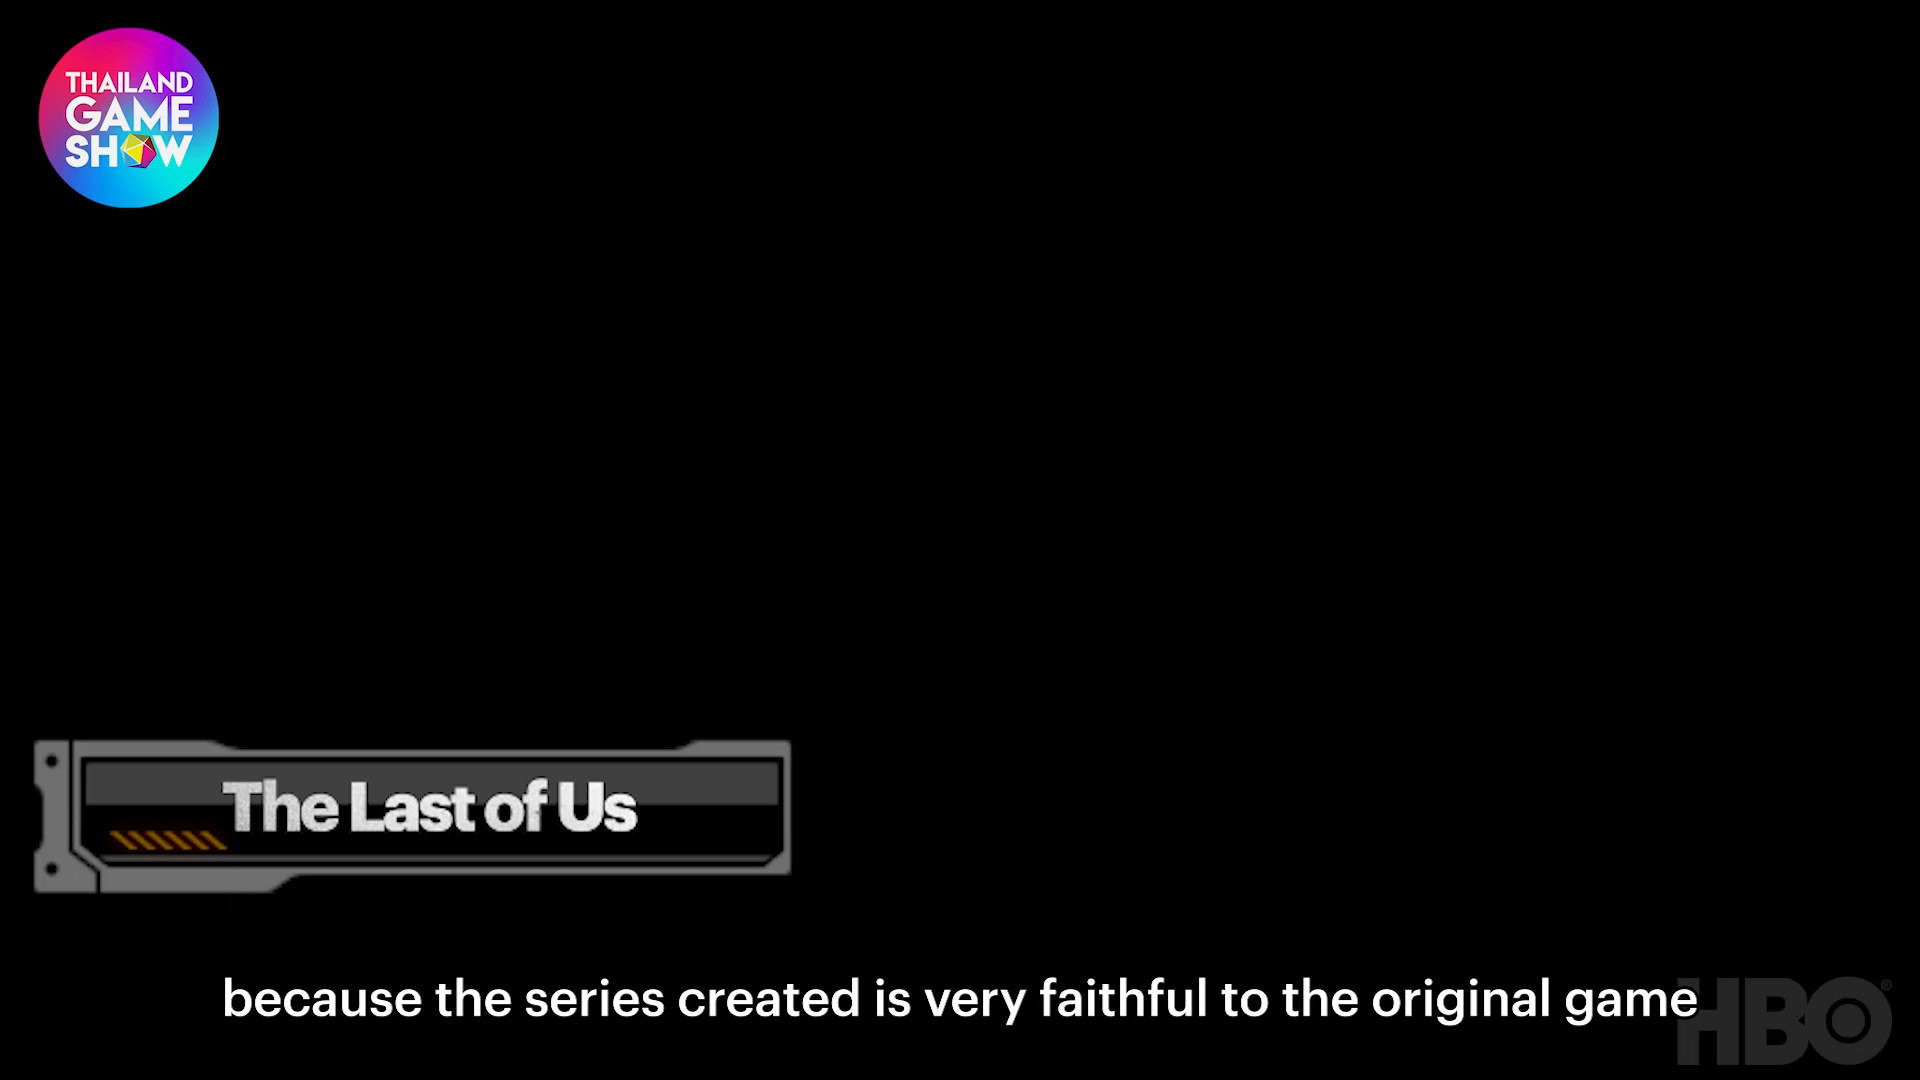 THAILAND
GAME
SHOW
The Last of Us
because the series created is very faithful to the original game
HBO®